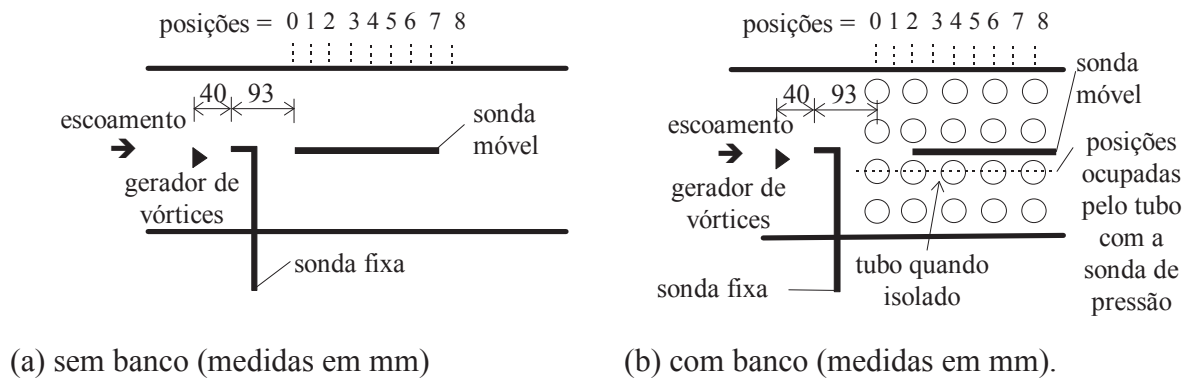 posições = 0 1 2 3 4 5 6 7 8
40 93
escoamento
sonda
móvel
gerador de
vórtices
sonda fixa
(a) sem banco (medidas em mm)
posições = 0 1 2 3 4 5 6 7 8
sonda
móvel
40 93
escoamento
posições
ocupadas
pelo tubo
com a
sonda de
pressão
gerador de
vórtices
tubo quando
isolado
sonda fixa
(b) com banco (medidas em mm).